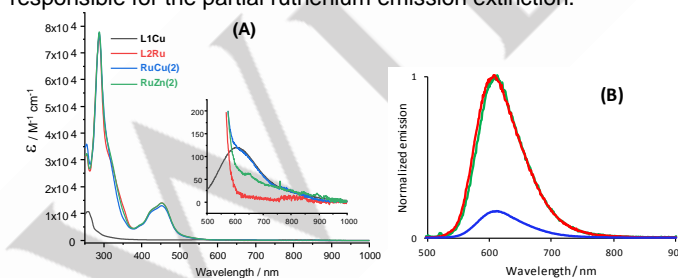 responsible for the partial ruthenium emission extinction.
(A)
L1Cu
L2Ru
RuCu(2)
RuZn(2)
ε / M⁻¹ cm⁻¹
8x10⁴
7x10⁴
6x10⁴
5x10⁴
4x10⁴
3x10⁴
2x10⁴
1x10⁴
0
200
150
100
50
0
500 600 700 800 900 1000
300 400 500 600 700 800 900 1000
Wavelength / nm
(B)
Normalized emission
1
0
500 600 700 800 90
Wavelength / nm